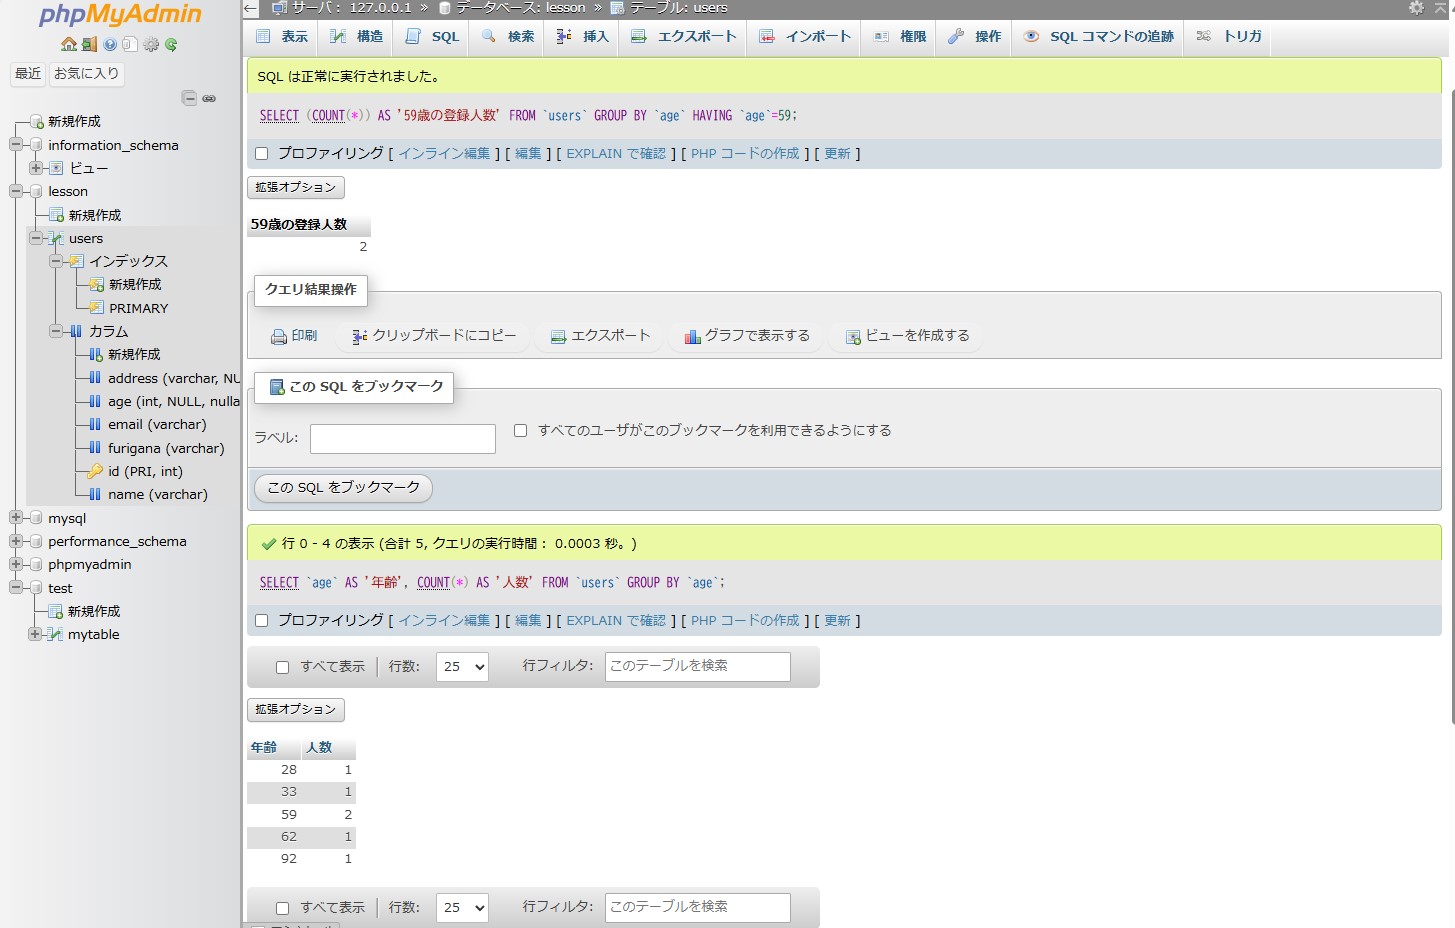 phpMyAdmin
最近 お気に入り
新規作成
information_schema
ビュー
lesson
新規作成
users
インデックス
新規作成
PRIMARY
カラム
新規作成
address (varchar, NU
age (int, NULL, nulla
email (varchar)
furigana (varchar)
id (PRI, int)
name (varchar)
mysql
performance_schema
phpmyadmin
test
新規作成
mytable
サーバ: 127.0.0.1 » データベース: lesson » テーブル: users
表示 構造 SQL 検索 挿入 エクスポート インポート 権限 操作 SQL コマンドの追跡 トリガ
SQL は正常に実行されました。
SELECT (COUNT(*)) AS '59歳の登録人数' FROM `users` GROUP BY `age` HAVING `age`=59;
プロファイリング [ インライン編集 ] [ 編集 ] [ EXPLAIN で確認 ] [ PHP コードの作成 ] [ 更新 ]
拡張オプション
59歳の登録人数
2
クエリ結果操作
印刷 クリップボードにコピー エクスポート グラフで表示する ビューを作成する
この SQL をブックマーク
ラベル: すべてのユーザがこのブックマークを利用できるようにする
この SQL をブックマーク
行 0 - 4 の表示 (合計 5, クエリの実行時間: 0.0003 秒。)
SELECT `age` AS '年齢', COUNT(*) AS '人数' FROM `users` GROUP BY `age`;
プロファイリング [ インライン編集 ] [ 編集 ] [ EXPLAIN で確認 ] [ PHP コードの作成 ] [ 更新 ]
すべて表示 行数: 25 行フィルタ: このテーブルを検索
拡張オプション
年齢 人数
28 1
33 1
59 2
62 1
92 1
すべて表示 行数: 25 行フィルタ: このテーブルを検索